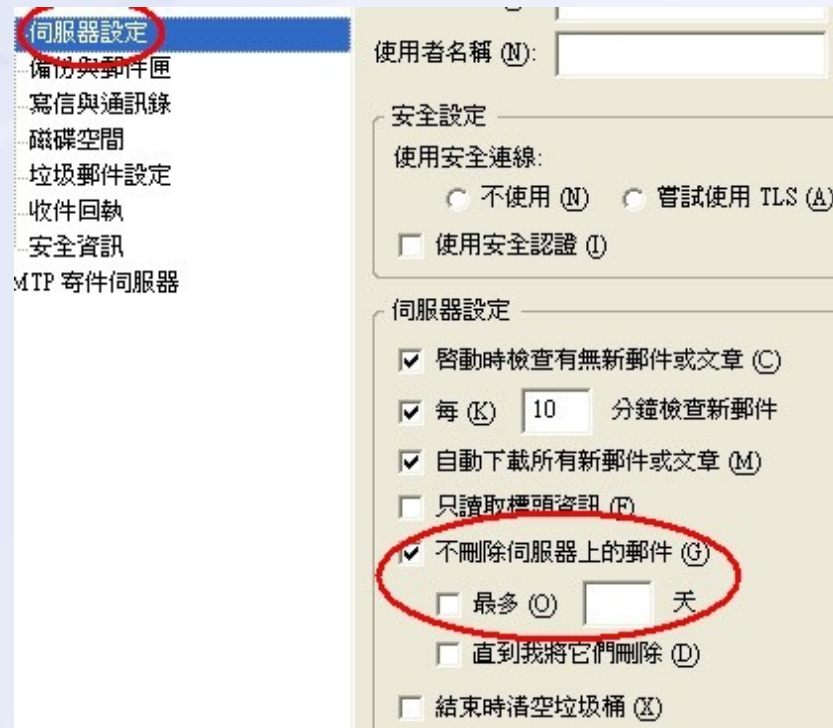 伺服器設定
備份與郵件匣
寫信與通訊錄
磁碟空間
垃圾郵件設定
收件回執
安全資訊
MTP 寄件伺服器
使用者名稱 (N):
安全設定
使用安全連線:
不使用 (N) 嘗試使用 TLS (A)
使用安全認證 (I)
伺服器設定
啓動時檢查有無新郵件或文章 (C)
每 (K) 10 分鐘檢查新郵件
自動下載所有新郵件或文章 (M)
只讀取標頭資訊 (F)
不刪除伺服器上的郵件 (G)
最多 (O) 天
直到我將它們刪除 (D)
結束時清空垃圾桶 (X)